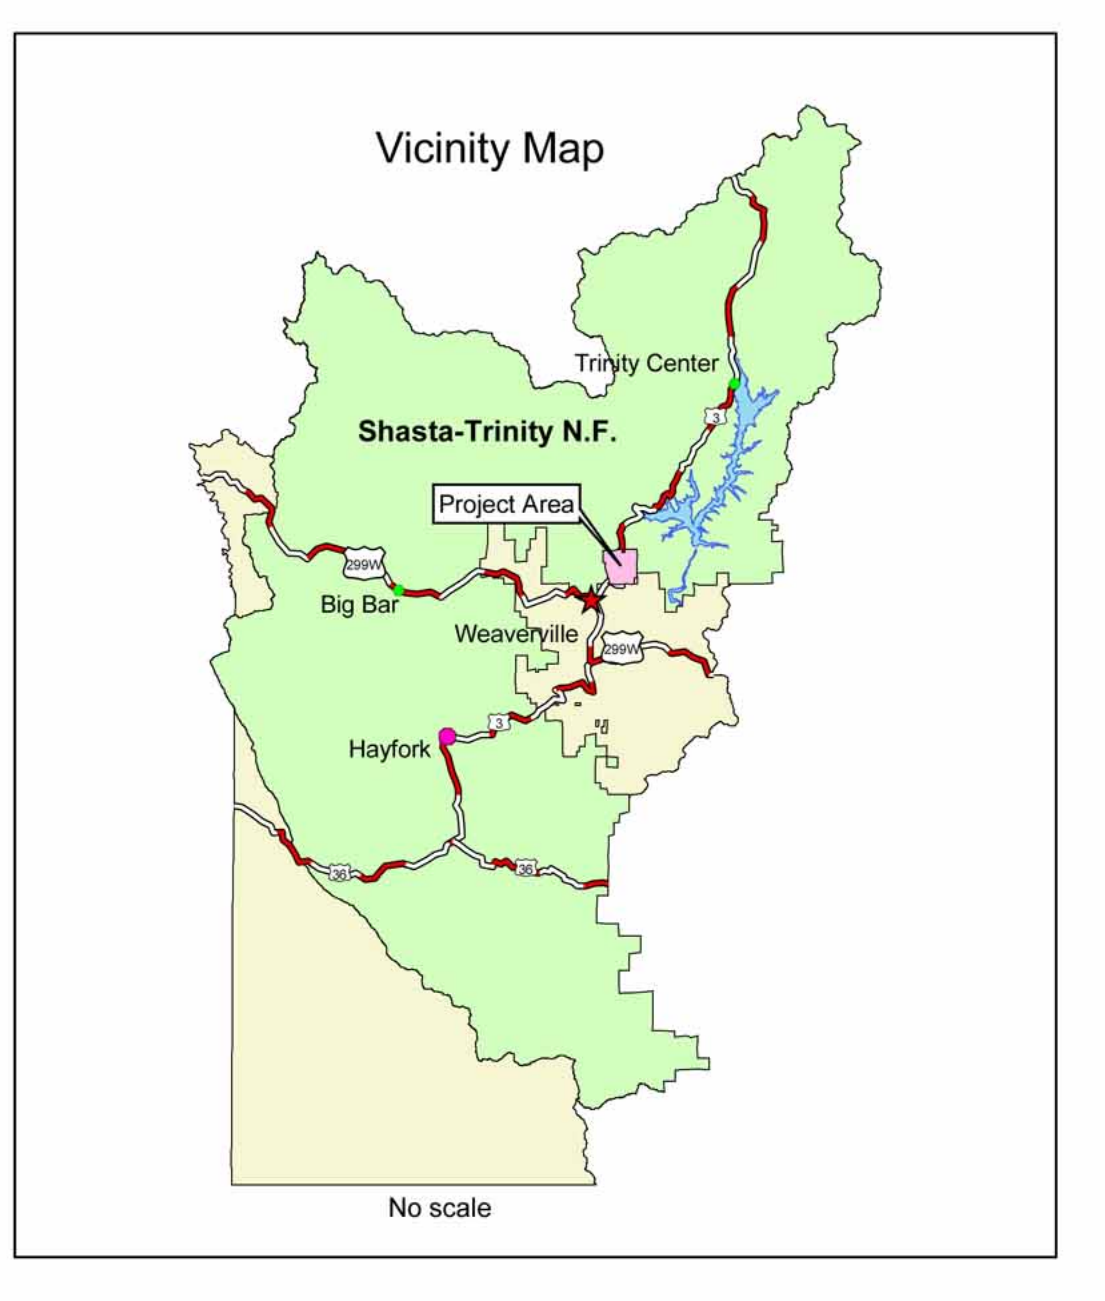 Vicinity Map
Trinity Center
3
Shasta-Trinity N.F.
Project Area
299W
Big Bar
Weaverville
299W
3
Hayfork
36
36
No scale